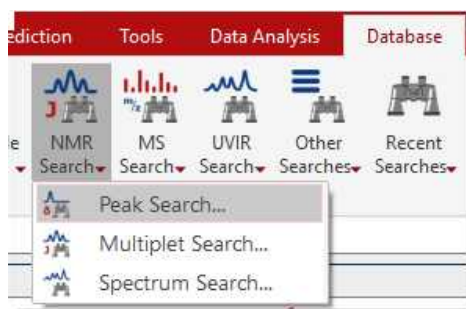 ediction Tools Data Analysis Database
NMR MS UVIR Other Recent
Search Search Search Searches Searches
Peak Search...
Multiplet Search...
Spectrum Search...